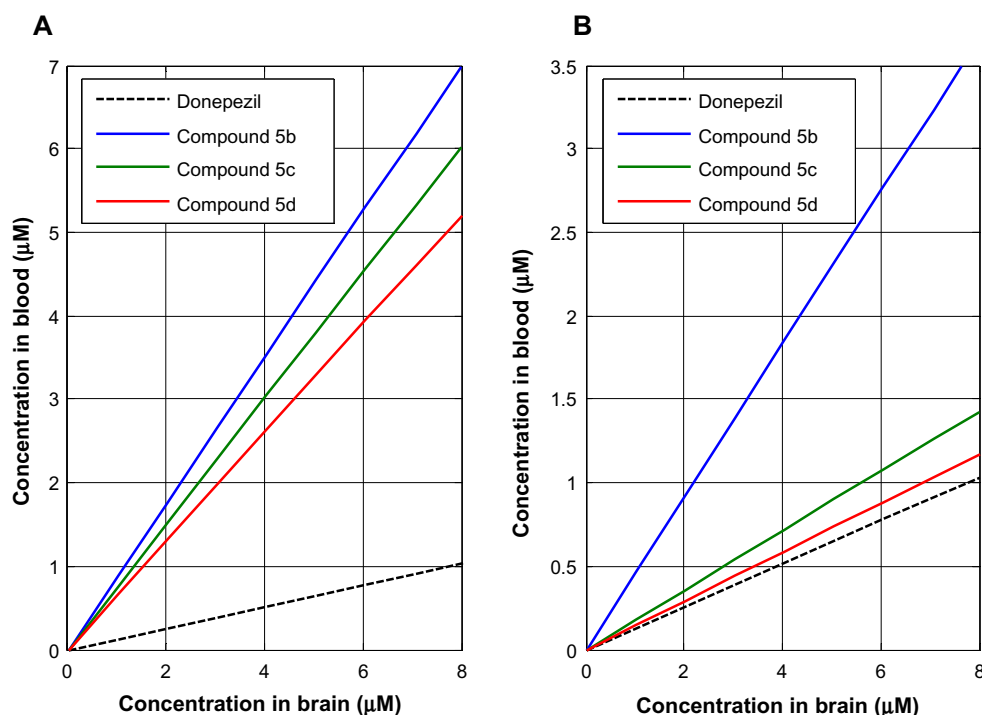 A
7
6
5
4
3
2
1
0
0
2
4
6
8
Donepezil
Compound 5b
Compound 5c
Compound 5d
Concentration in blood (μM)
Concentration in brain (μM)
B
3.5
3
2.5
2
1.5
1
0.5
0
0
2
4
6
8
Donepezil
Compound 5b
Compound 5c
Compound 5d
Concentration in blood (μM)
Concentration in brain (μM)